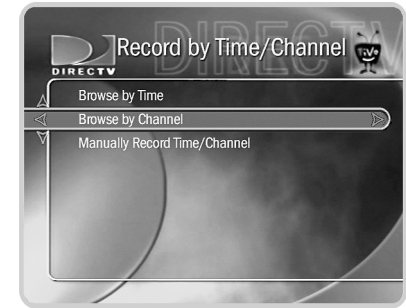 DIRECTV
Record by Time/Channel
DIRECTV
TiVo
Browse by Time
Browse by Channel
Manually Record Time/Channel